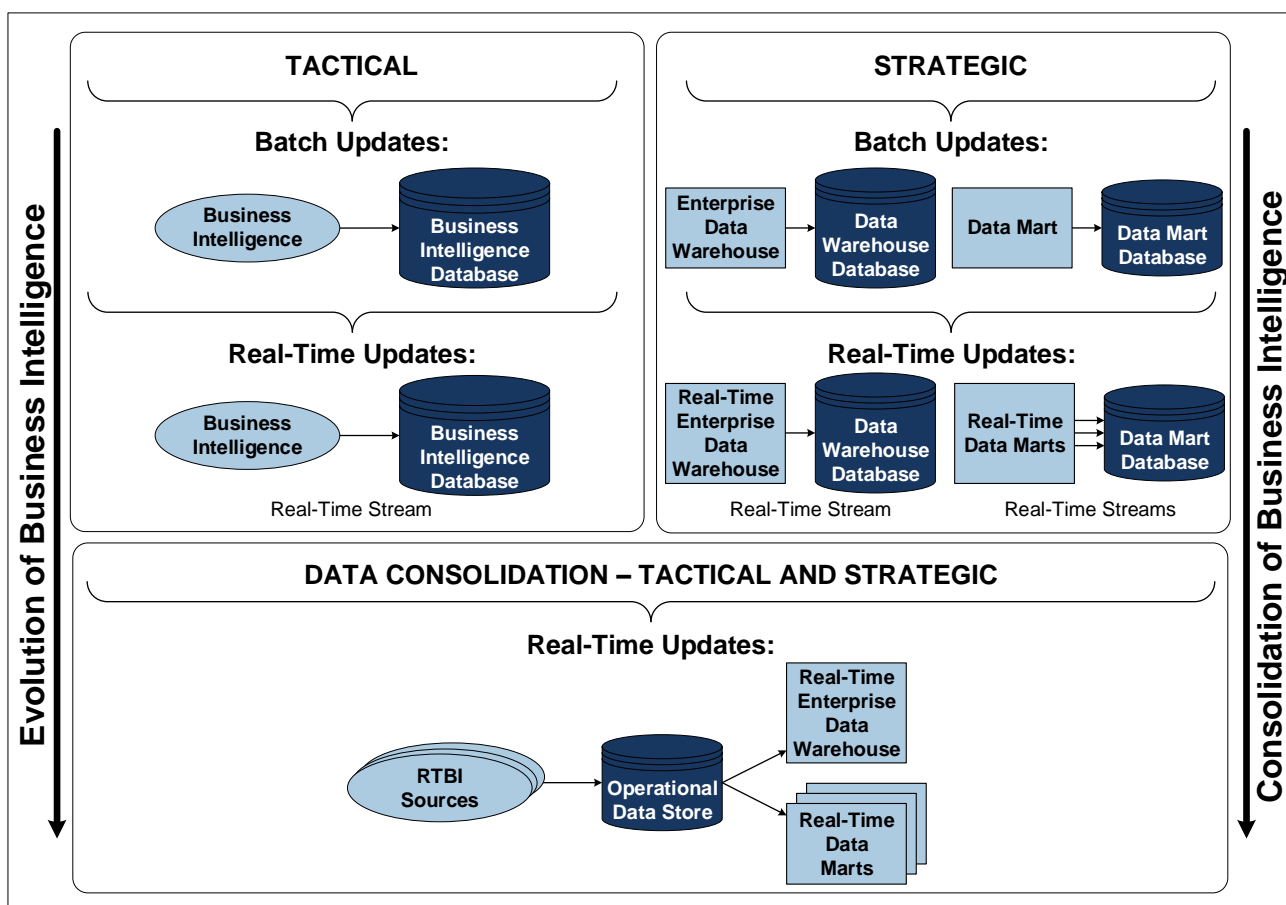 Evolution of Business Intelligence
TACTICAL
Batch Updates:
Business
Intelligence
Business
Intelligence
Database
Real-Time Updates:
Business
Intelligence
Business
Intelligence
Database
Real-Time Stream
STRATEGIC
Batch Updates:
Enterprise
Data
Warehouse
Data
Warehouse
Database
Data Mart
Data Mart
Database
Real-Time Updates:
Real-Time
Enterprise
Data
Warehouse
Data
Warehouse
Database
Real-Time
Data Marts
Data Mart
Database
Real-Time Stream
Real-Time Streams
DATA CONSOLIDATION – TACTICAL AND STRATEGIC
Real-Time Updates:
RTBI
Sources
Operational
Data Store
Real-Time
Enterprise
Data
Warehouse
Real-Time
Data
Marts
Consolidation of Business Intelligence